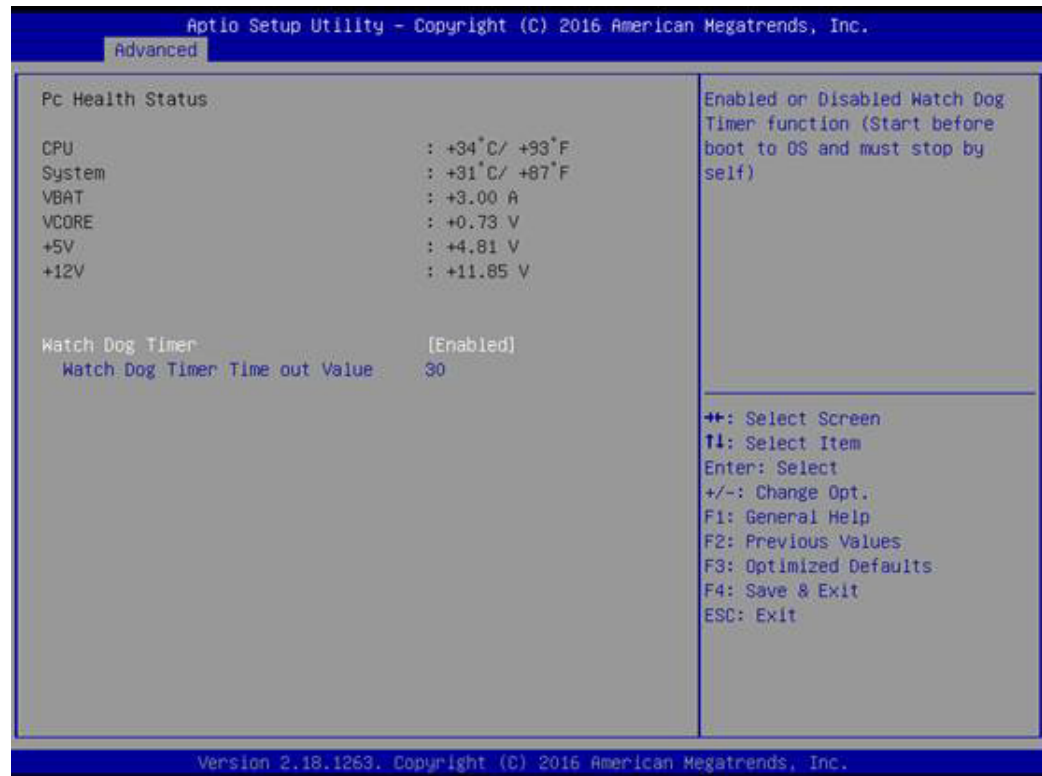 Aptio Setup Utility – Copyright (C) 2016 American Megatrends, Inc.
Advanced
Pc Health Status
CPU : +34°C/ +93°F
System : +31°C/ +87°F
VBAT : +3.00 A
VCORE : +0.73 V
+5V : +4.81 V
+12V : +11.85 V
Watch Dog Timer [Enabled]
Watch Dog Timer Time out Value 30
Enabled or Disabled Watch Dog
Timer function (Start before
boot to OS and must stop by
self)
→←: Select Screen
↑↓: Select Item
Enter: Select
+/-: Change Opt.
F1: General Help
F2: Previous Values
F3: Optimized Defaults
F4: Save & Exit
ESC: Exit
Version 2.18.1263. Copyright (C) 2016 American Megatrends, Inc.